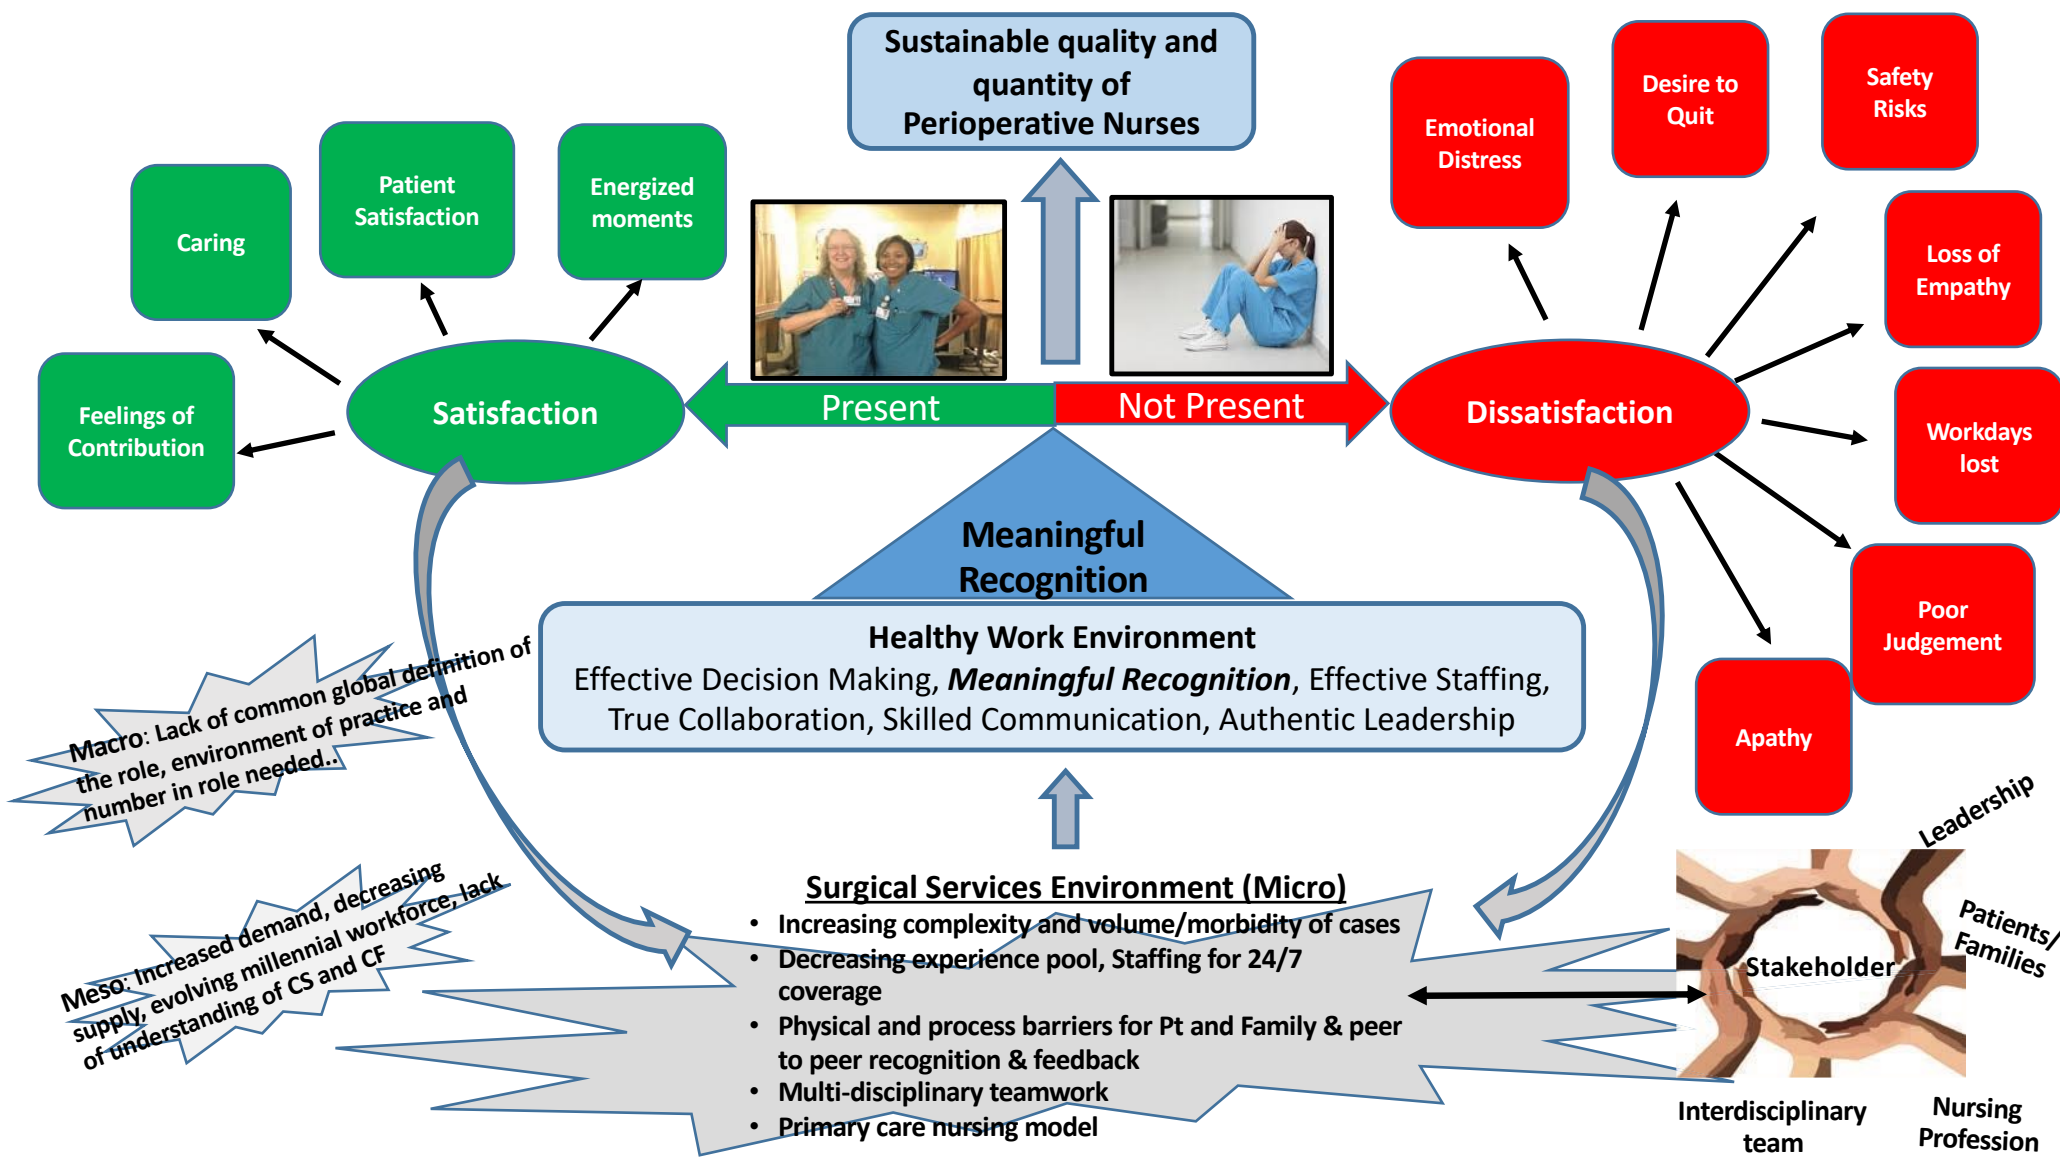 Sustainable quality and
quantity of
Perioperative Nurses
Caring
Patient
Satisfaction
Energized
moments
Feelings of
Contribution
Satisfaction
Present
Not Present
Dissatisfaction
Emotional
Distress
Desire to
Quit
Safety
Risks
Loss of
Empathy
Workdays
lost
Poor
Judgement
Apathy
Meaningful
Recognition
Healthy Work Environment
Effective Decision Making, Meaningful Recognition, Effective Staffing,
True Collaboration, Skilled Communication, Authentic Leadership
Macro: Lack of common global definition of
the role, environment of practice and
number in role needed..
Meso: Increased demand, decreasing
supply, evolving millennial workforce, lack
of understanding of CS and CF
Surgical Services Environment (Micro)
• Increasing complexity and volume/morbidity of cases
• Decreasing experience pool, Staffing for 24/7
coverage
• Physical and process barriers for Pt and Family & peer
to peer recognition & feedback
• Multi-disciplinary teamwork
• Primary care nursing model
Leadership
Patients/
Families
Stakeholder
Interdisciplinary
team
Nursing
Profession